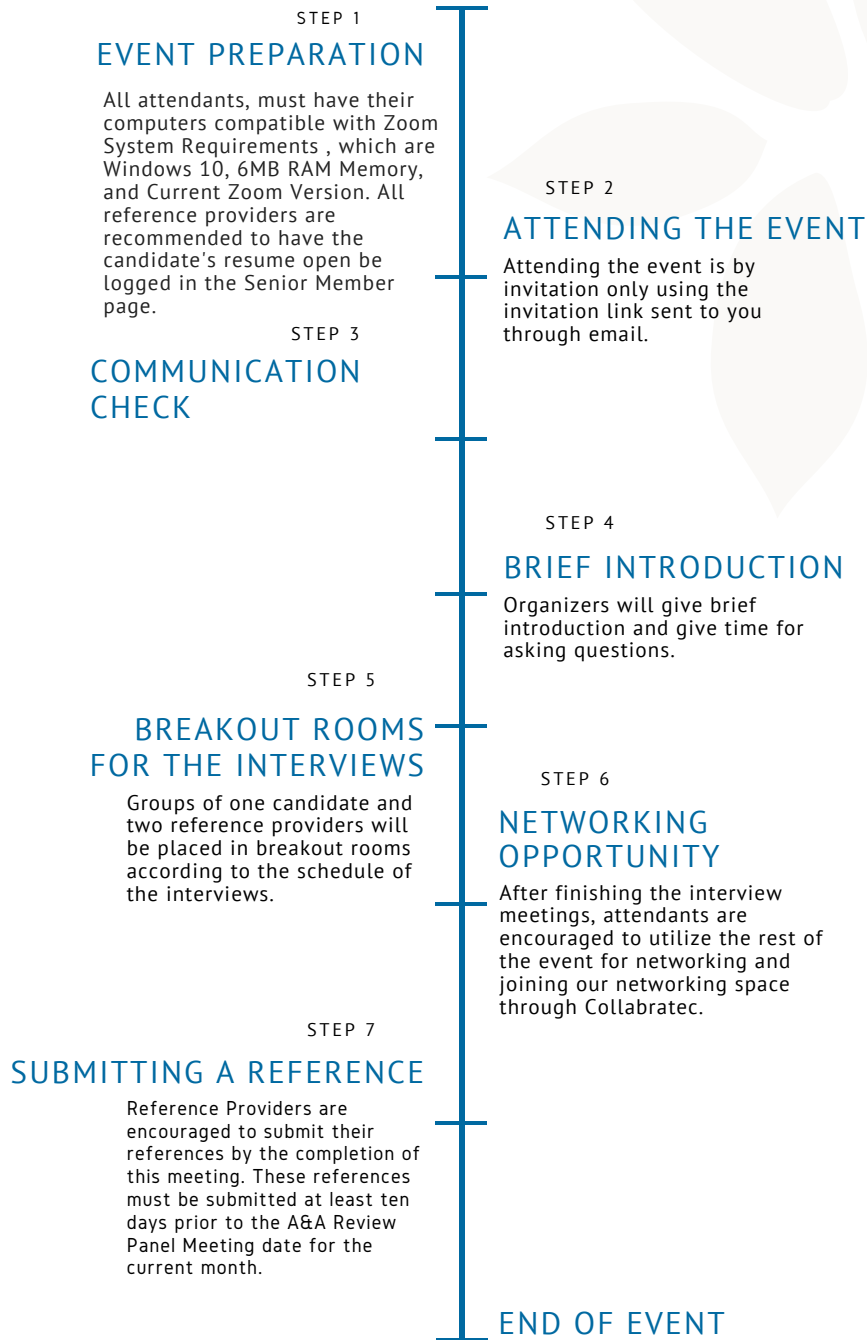 STEP 1
EVENT PREPARATION
All attendants, must have their
computers compatible with Zoom
System Requirements , which are
Windows 10, 6MB RAM Memory,
and Current Zoom Version. All
reference providers are
recommended to have the
candidate's resume open be
logged in the Senior Member
page.
STEP 2
ATTENDING THE EVENT
Attending the event is by
invitation only using the
invitation link sent to you
through email.
STEP 3
COMMUNICATION
CHECK
STEP 4
BRIEF INTRODUCTION
Organizers will give brief
introduction and give time for
asking questions.
STEP 5
BREAKOUT ROOMS
FOR THE INTERVIEWS
Groups of one candidate and
two reference providers will
be placed in breakout rooms
according to the schedule of
the interviews.
STEP 6
NETWORKING
OPPORTUNITY
After finishing the interview
meetings, attendants are
encouraged to utilize the rest of
the event for networking and
joining our networking space
through Collabratec.
STEP 7
SUBMITTING A REFERENCE
Reference Providers are
encouraged to submit their
references by the completion of
this meeting. These references
must be submitted at least ten
days prior to the A&A Review
Panel Meeting date for the
current month.
END OF EVENT